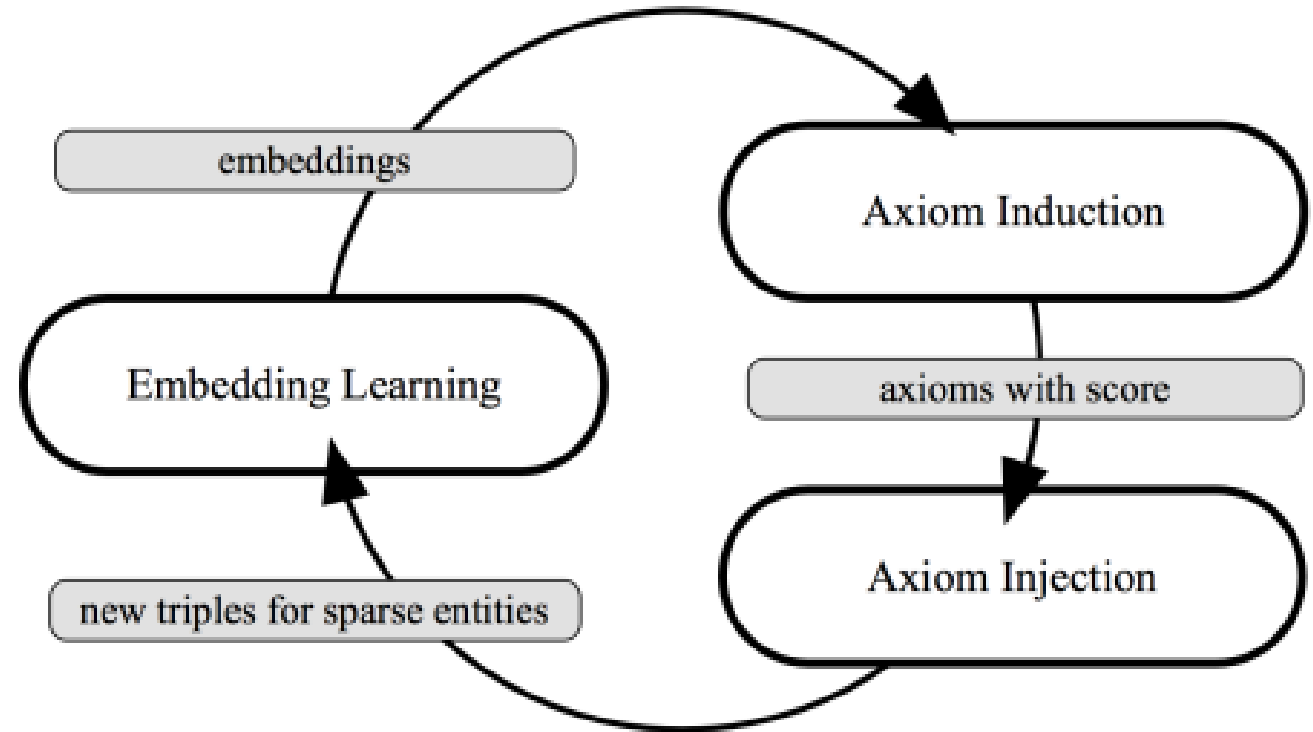 embeddings
Axiom Induction
Embedding Learning
axioms with score
Axiom Injection
new triples for sparse entities